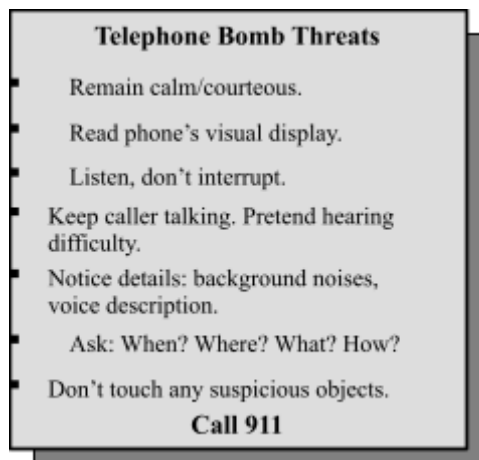 Telephone Bomb Threats
Remain calm/courteous.
Read phone's visual display.
Listen, don't interrupt.
Keep caller talking. Pretend hearing
difficulty.
Notice details: background noises,
voice description.
Ask: When? Where? What? How?
Don't touch any suspicious objects.
Call 911